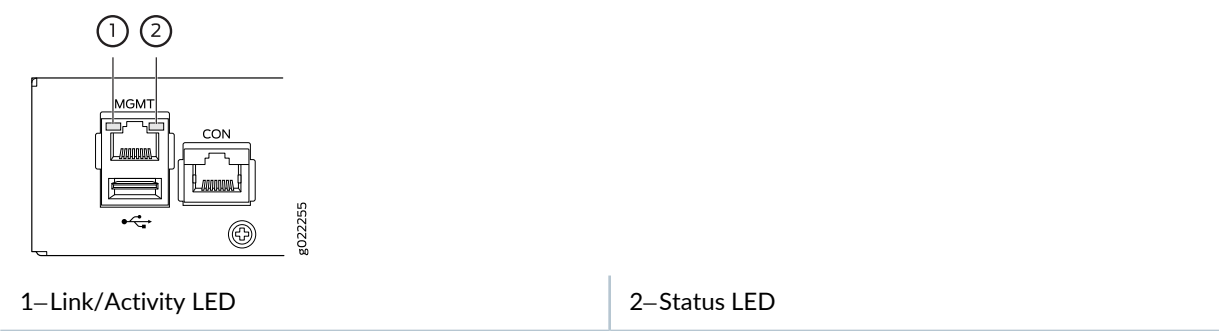 1 2
MGMT
CON
g022255
1–Link/Activity LED
2–Status LED